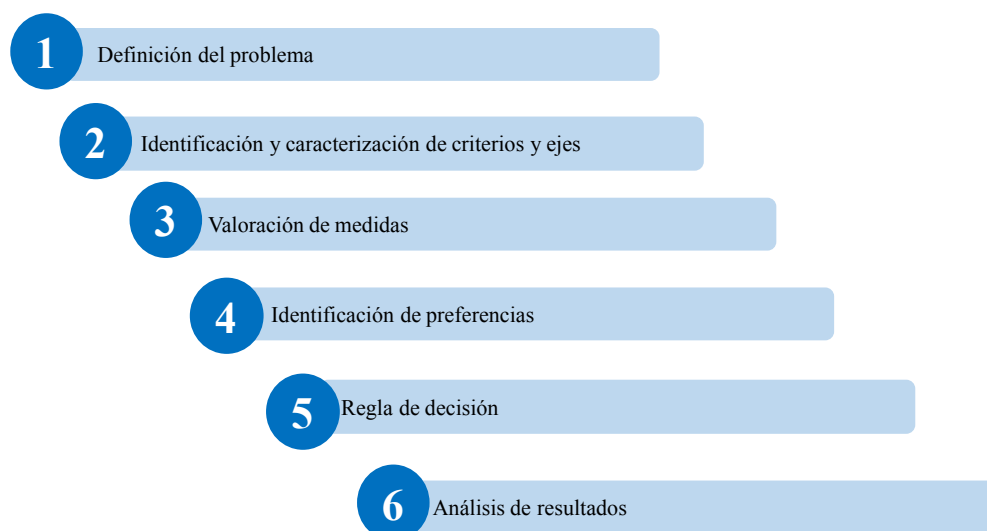 1 Definición del problema
2 Identificación y caracterización de criterios y ejes
3 Valoración de medidas
4 Identificación de preferencias
5 Regla de decisión
6 Análisis de resultados